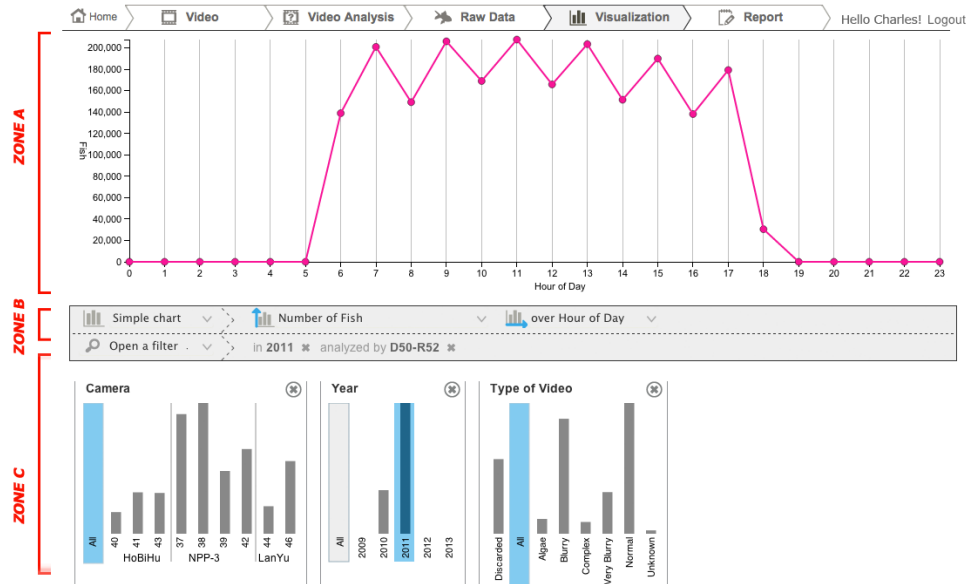 Home Video Video Analysis Raw Data Visualization Report Hello Charles! Logout
ZONE A
200,000
180,000
160,000
140,000
120,000
100,000
80,000
60,000
40,000
20,000
0
Fish
0 1 2 3 4 5 6 7 8 9 10 11 12 13 14 15 16 17 18 19 20 21 22 23
Hour of Day
ZONE B
Simple chart Number of Fish over Hour of Day
Open a filter . in 2011 ✖ analyzed by D50-R52 ✖
ZONE C
Camera
All 40 41 43 37 38 39 42 44 46
HoBiHu NPP-3 LanYu
Year
All 2009 2010 2011 2012 2013
Type of Video
Discarded All Algae Blurry Complex Very Blurry Normal Unknown